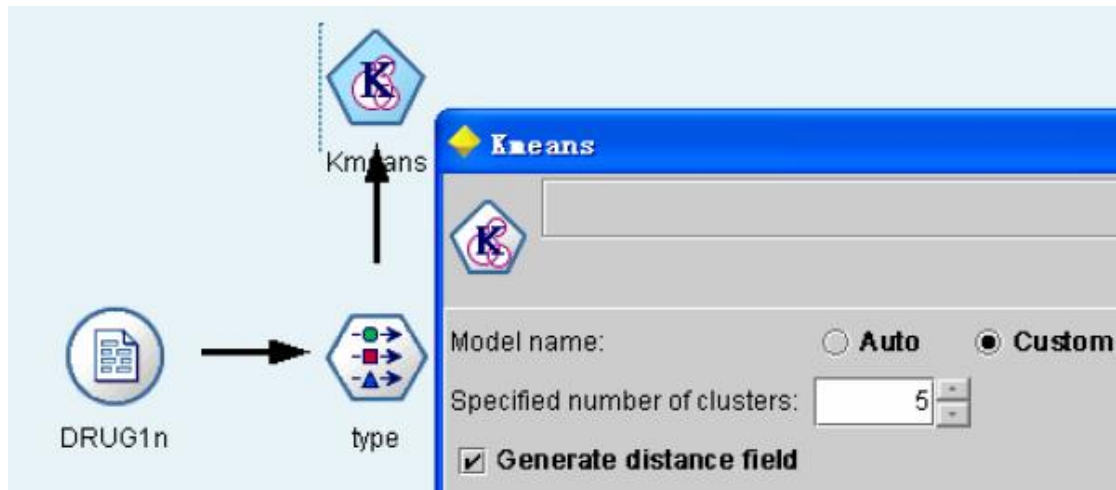 K
Kmeans
Kmeans
K
Model name: Auto Custom
Specified number of clusters: 5
Generate distance field
DRUG1n
type